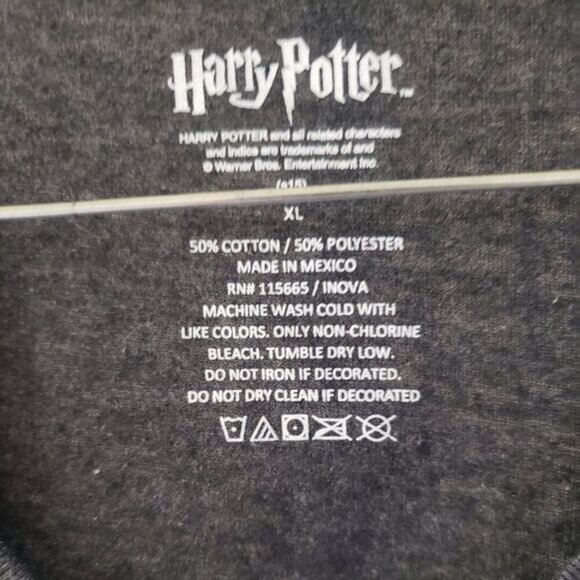 Harry Potter™
HARRY POTTER and all related characters
and indicia are trademarks of and
© Warner Bros. Entertainment Inc.
(s15)
XL
50% COTTON / 50% POLYESTER
MADE IN MEXICO
RN# 115665 / INOVA
MACHINE WASH COLD WITH
LIKE COLORS. ONLY NON-CHLORINE
BLEACH. TUMBLE DRY LOW.
DO NOT IRON IF DECORATED.
DO NOT DRY CLEAN IF DECORATED